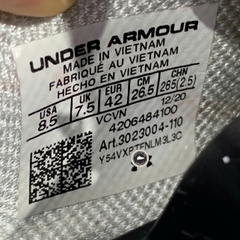 UNDER ARMOUR
MADE IN VIETNAM
FABRIQUÉ AU VIETNAM
HECHO EN VIETNAM
USA UK EUR CM CHN
8.5 7.5 42 26.5 265(2.5)
VCVN 12/20
4206484100
Art.3023004-110
Y54VXPTFNLM3L3C